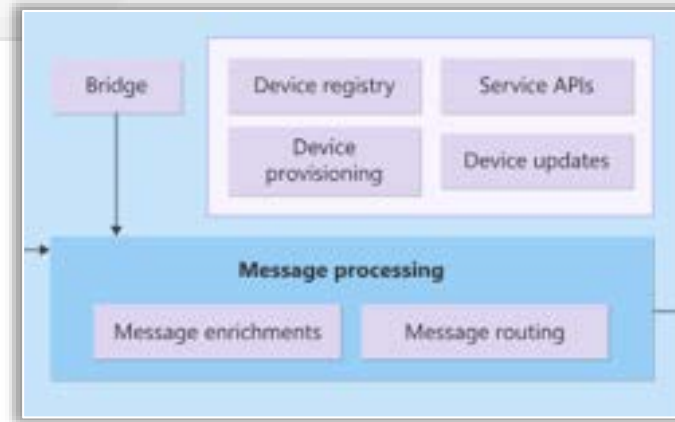 Bridge
Device registry
Service APIs
Device
provisioning
Device updates
Message processing
Message enrichments
Message routing